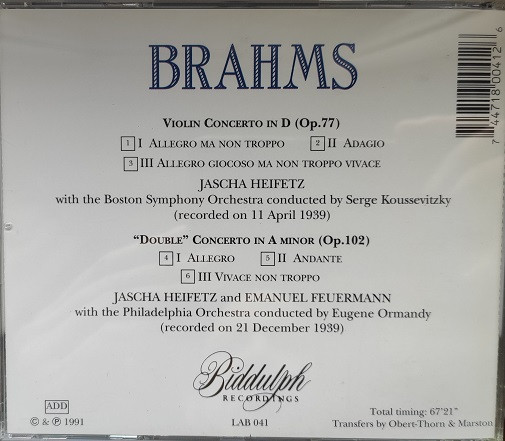 BRAHMS
VIOLIN CONCERTO IN D (OP.77)
1 I ALLEGRO MA NON TROPPO 2 II ADAGIO
3 III ALLEGRO GIOCOSO MA NON TROPPO VIVACE
JASCHA HEIFETZ
with the Boston Symphony Orchestra conducted by Serge Koussevitzky
(recorded on 11 April 1939)
"DOUBLE" CONCERTO IN A MINOR (OP.102)
4 I ALLEGRO 5 II ANDANTE
6 III VIVACE NON TROPPO
JASCHA HEIFETZ and EMANUEL FEUERMANN
with the Philadelphia Orchestra conducted by Eugene Ormandy
(recorded on 21 December 1939)
Biddulph
RECORDINGS
ADD
© & ℗ 1991
LAB 041
Total timing: 67'21"
Transfers by Obert-Thorn & Marston
7 44718 00412 6